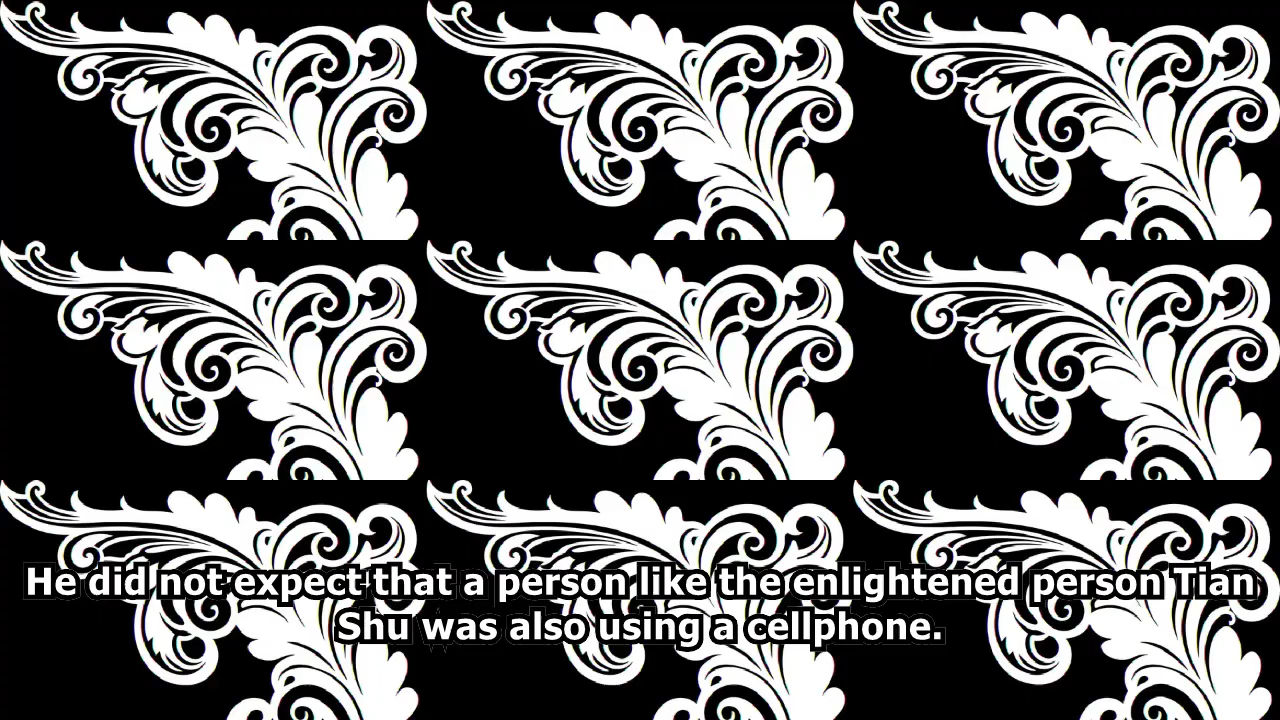 He did not expect that a person like the enlightened person Tian
Shu was also using a cellphone.